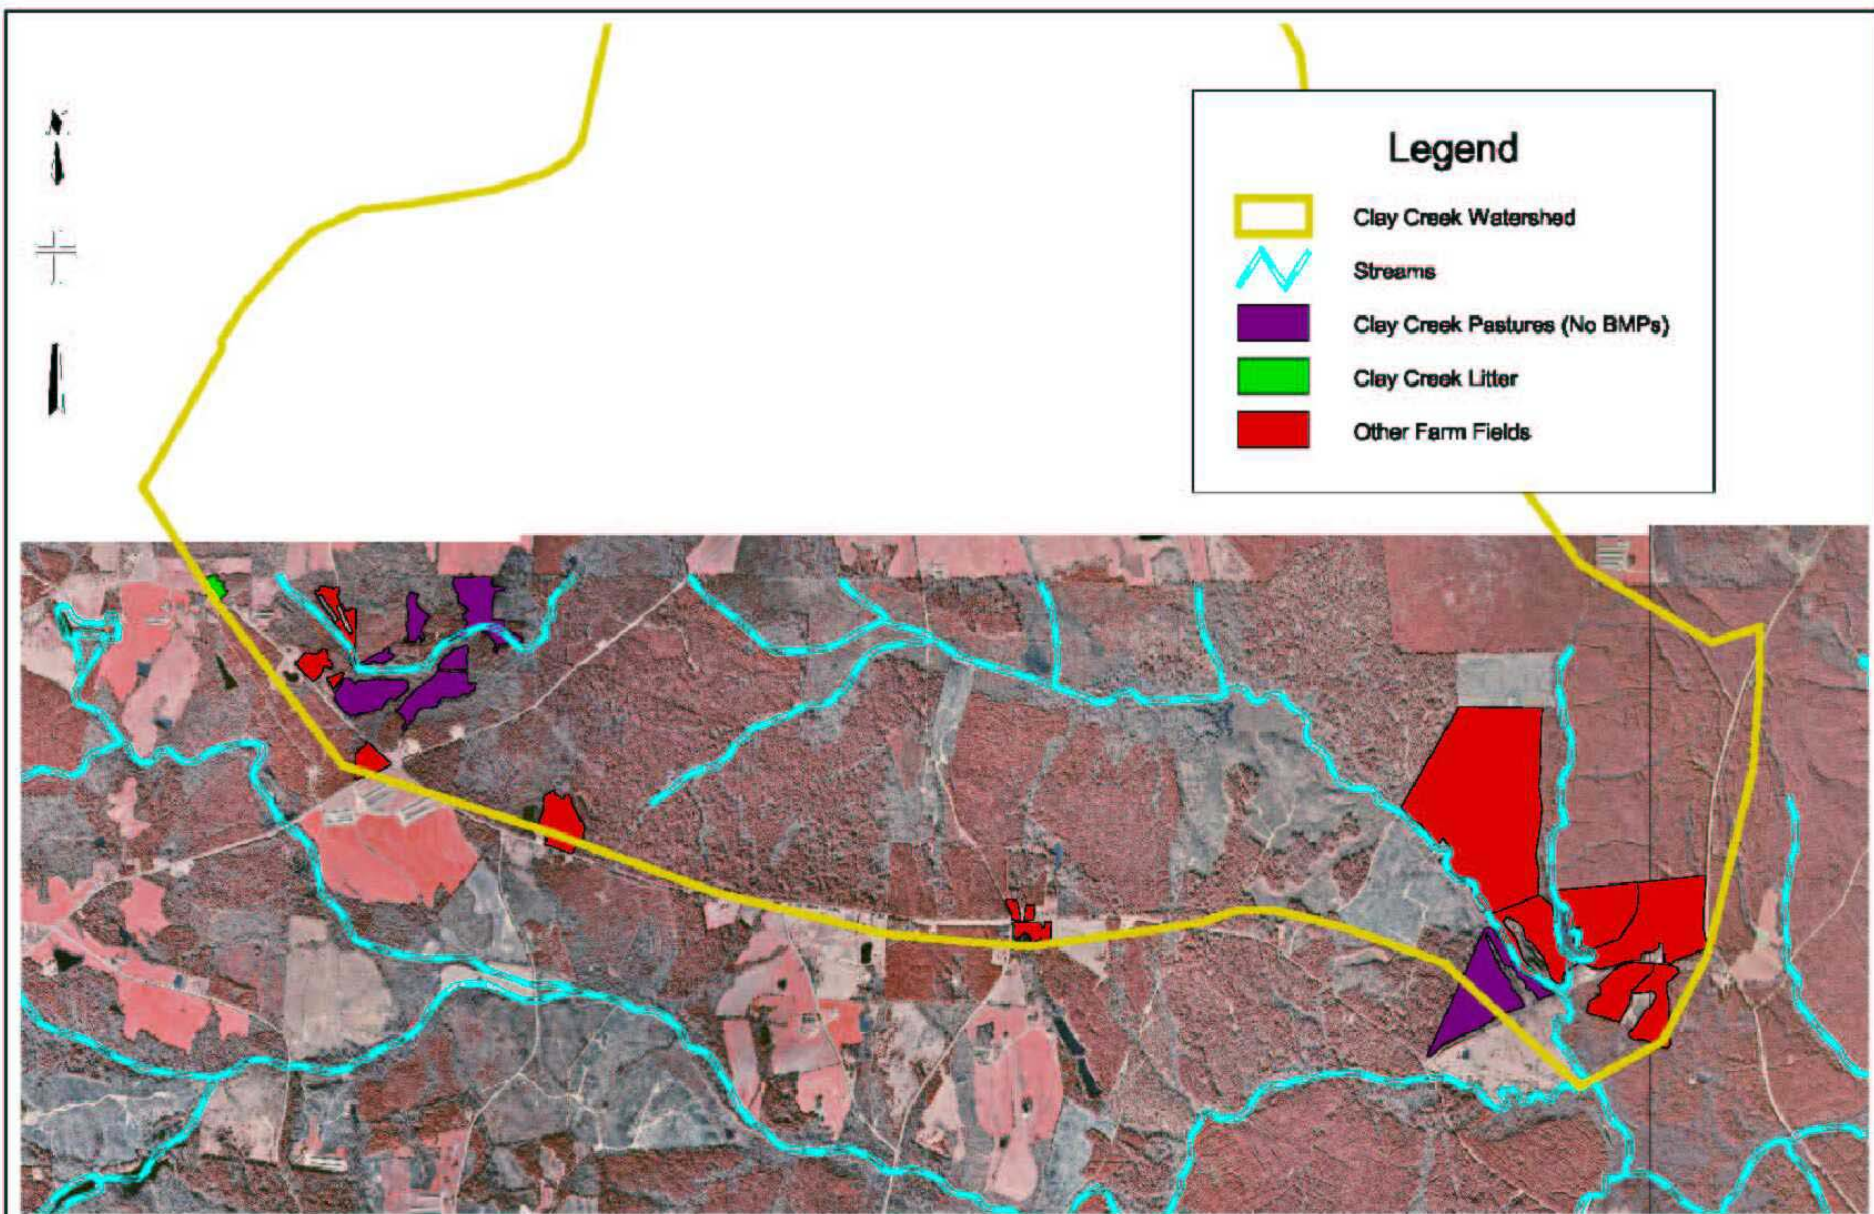 N
Legend
Clay Creek Watershed
Streams
Clay Creek Pastures (No BMPs)
Clay Creek Litter
Other Farm Fields